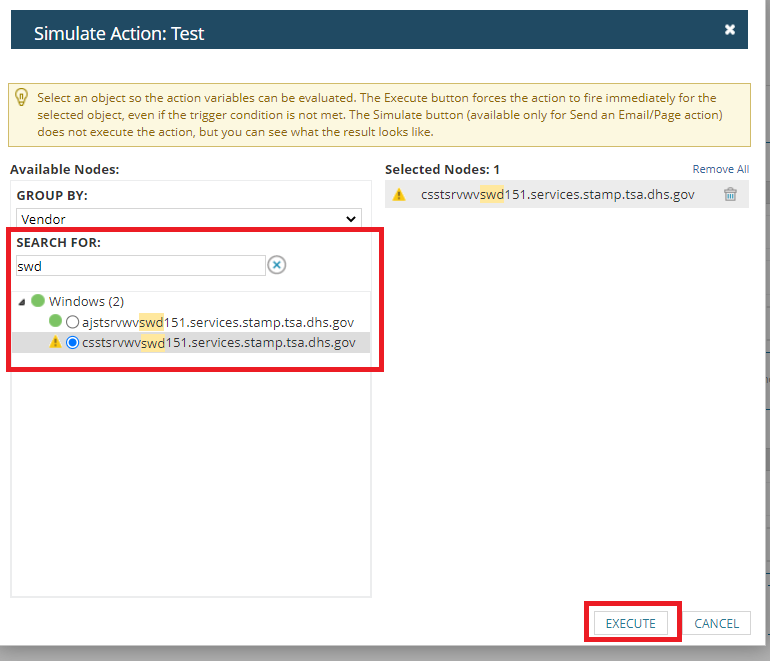 Simulate Action: Test
Select an object so the action variables can be evaluated. The Execute button forces the action to fire immediately for the
selected object, even if the trigger condition is not met. The Simulate button (available only for Send an Email/Page action)
does not execute the action, but you can see what the result looks like.
Available Nodes:
GROUP BY:
Vendor
SEARCH FOR:
swd
Windows (2)
ajstsrvwvswd151.services.stamp.tsa.dhs.gov
csstsrvwvswd151.services.stamp.tsa.dhs.gov
Selected Nodes: 1
Remove All
csstsrvwvswd151.services.stamp.tsa.dhs.gov
EXECUTE
CANCEL